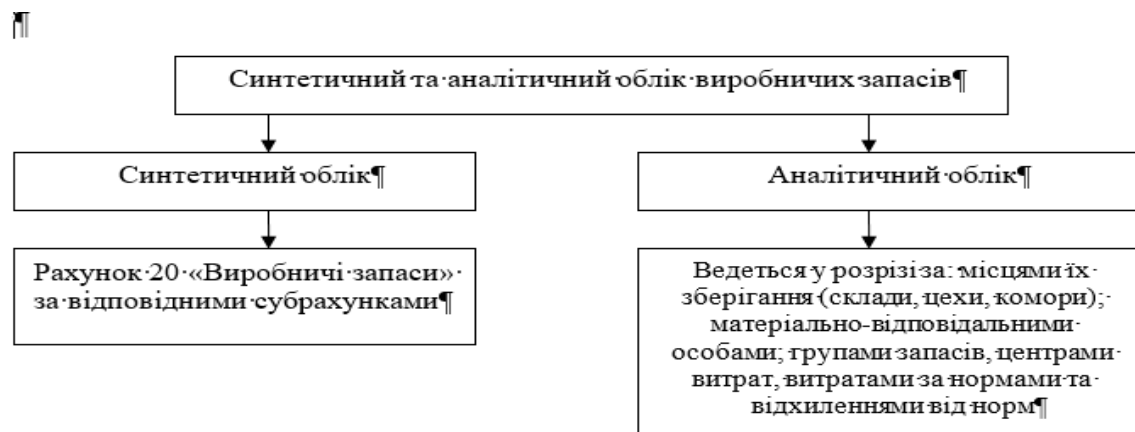 ¶
Синтетичний·та·аналітичний·облік·виробничих·запасів¶
Синтетичний·облік¶
Аналітичний·облік¶
Рахунок·20·«Виробничі·запаси»·
за·відповідними·субрахунками¶
Ведеться·у·розрізі·за:·місцями·їх·
зберігання·(склади,·цехи,·комори);·
матеріально-відповідальними·
особами;·групами·запасів,·центрами·
витрат,·витратами·за·нормами·та·
відхиленнями·від·норм¶